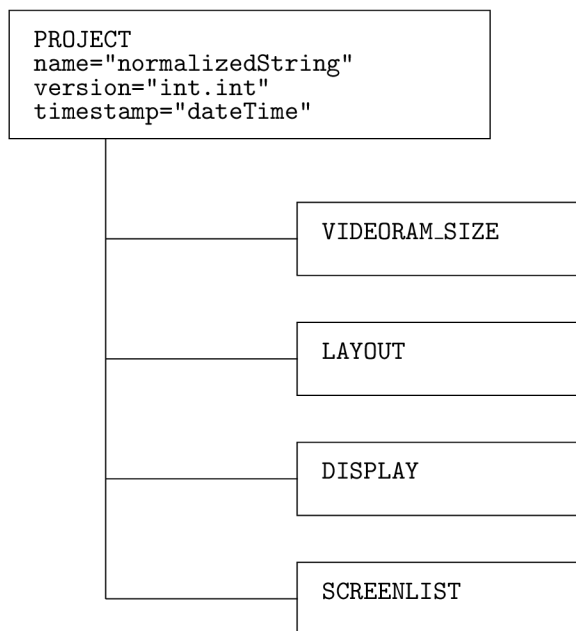 PROJECT
name="normalizedString"
version="int.int"
timestamp="dateTime"
VIDEORAM_SIZE
LAYOUT
DISPLAY
SCREENLIST